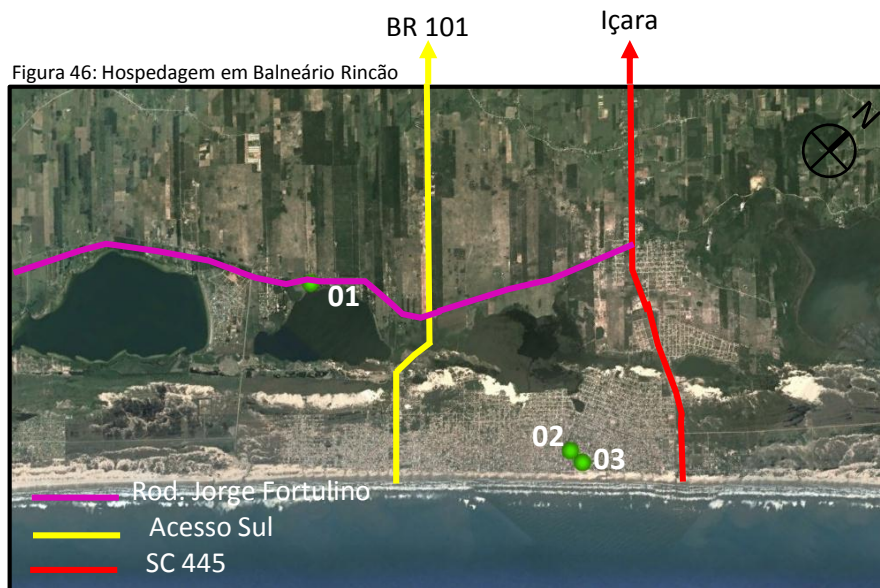 BR 101
Içara
Figura 46: Hospedagem em Balneário Rincão
N
01
02
03
Rod. Jorge Fortulino
Acesso Sul
SC 445